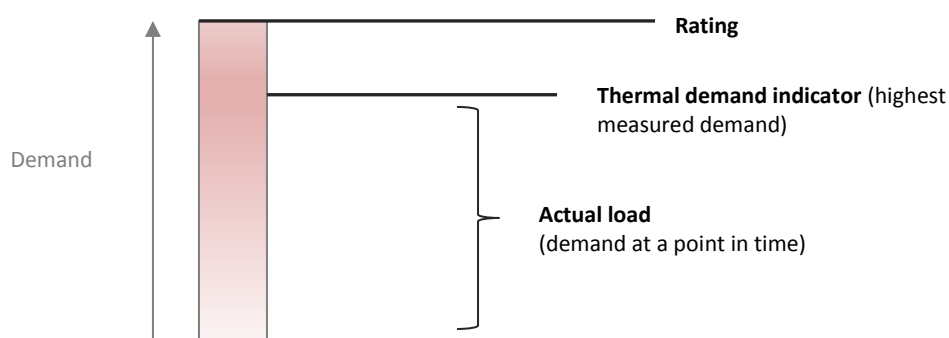 Rating
Thermal demand indicator (highest
measured demand)
Demand
Actual load
(demand at a point in time)